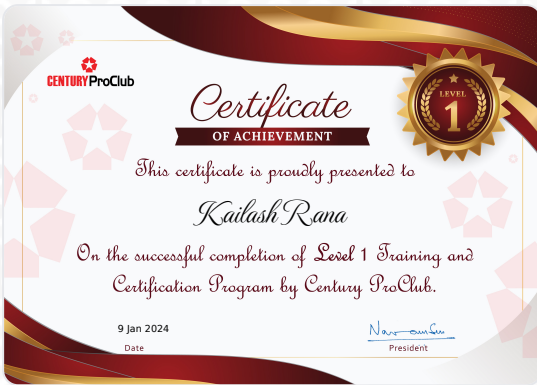 CENTURY ProClub
LEVEL
1
Certificate
OF ACHIEVEMENT
This certificate is proudly presented to
Kailash Rana
On the successful completion of Level 1 Training and
Certification Program by Century ProClub.
9 Jan 2024
Date
President